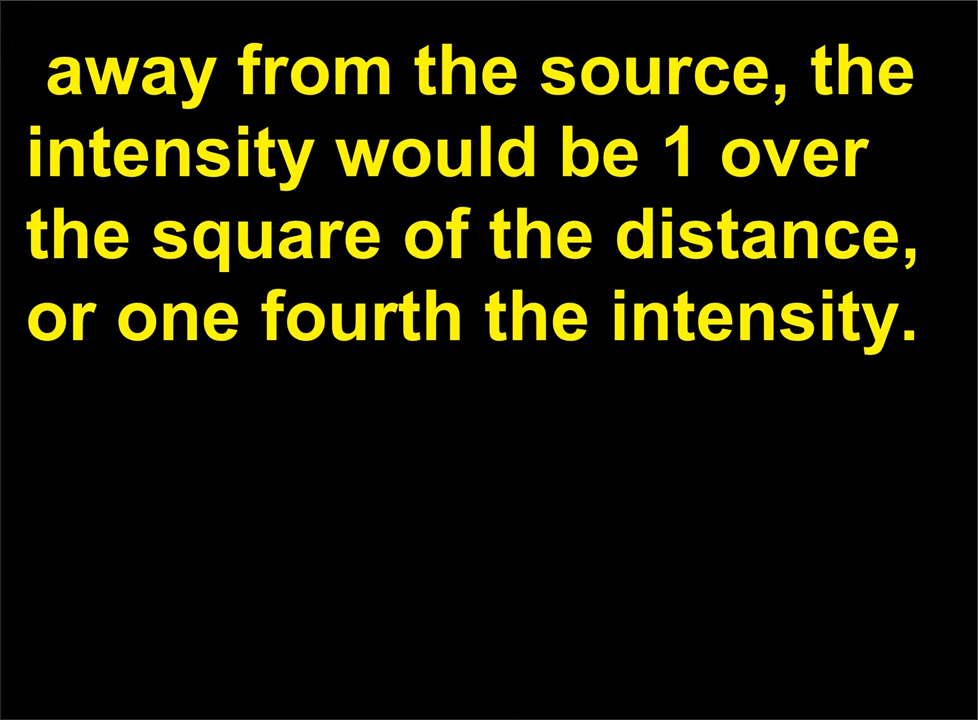 away from the source, the
intensity would be 1 over
the square of the distance,
or one fourth the intensity.